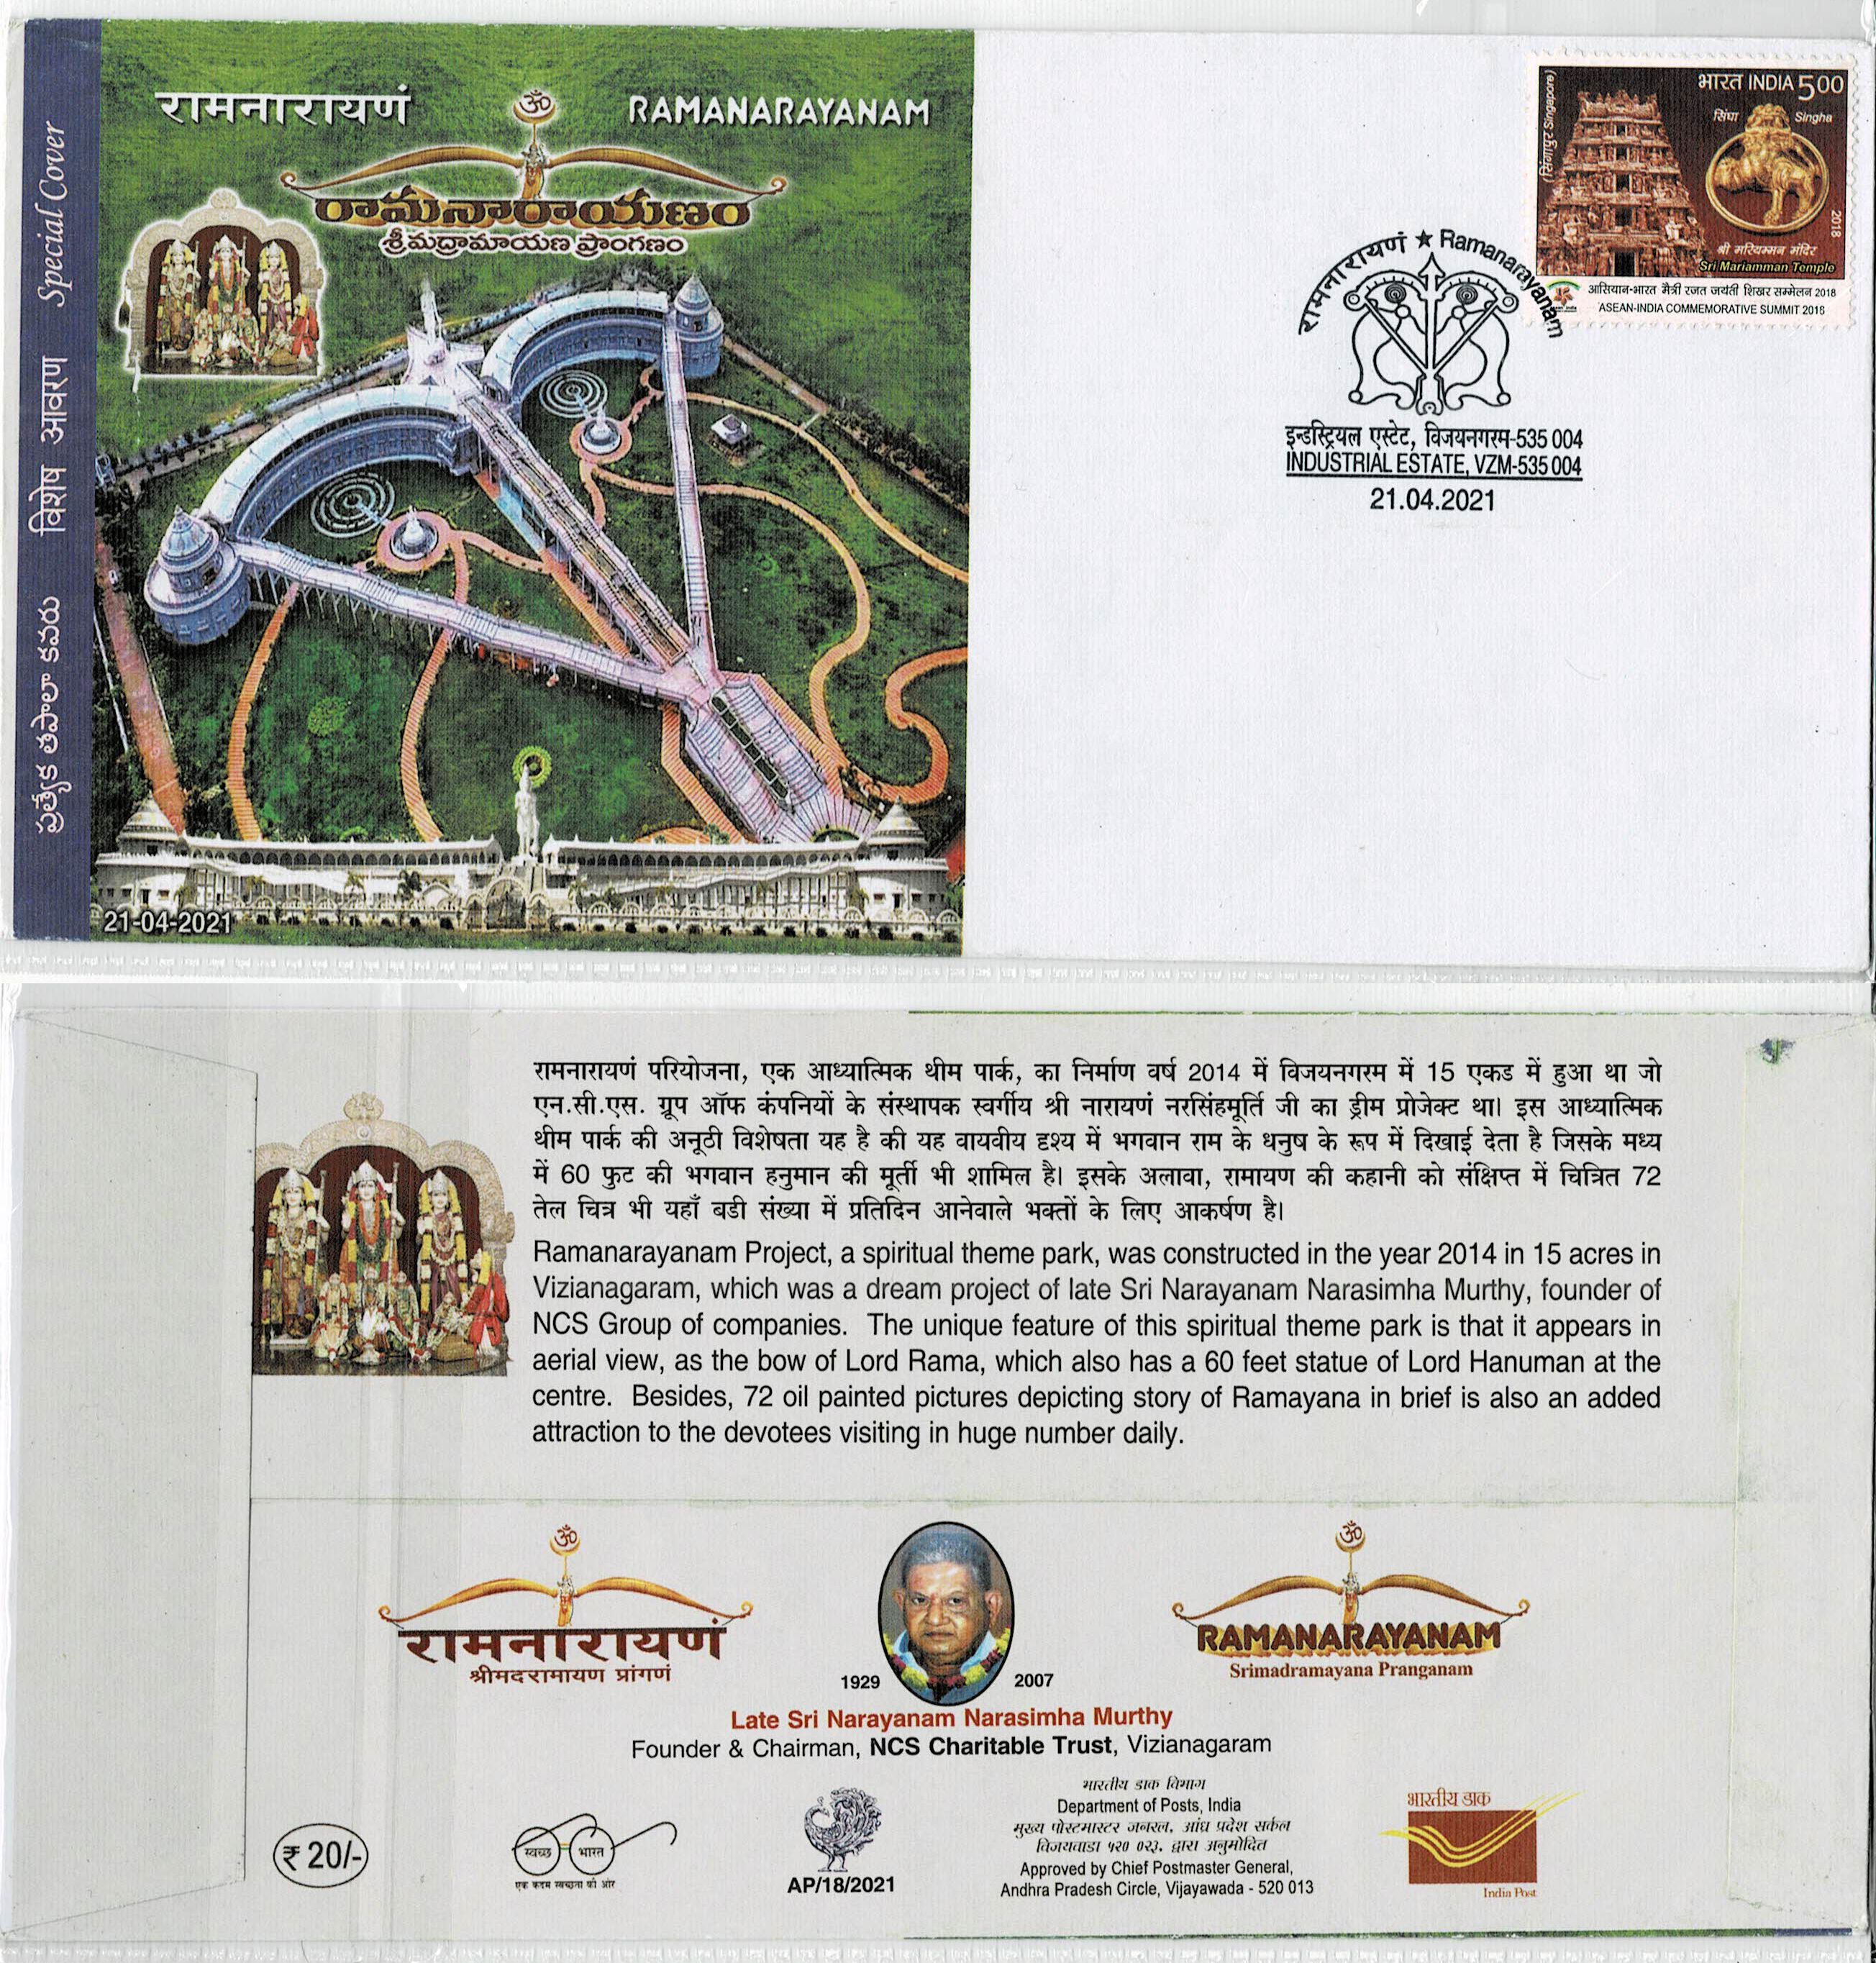 Special Cover
विशेष आवरण
ప్రత్యేక తపాలా కవరు
रामनारायणं
ॐ
RAMANARAYANAM
రామనారాయణం
శ్రీమద్రామాయణ ప్రాంగణం
21-04-2021
भारत INDIA 5.00
सिंघा Singha
(सिंगापुर Singapore)
2018
श्री मरियम्मन मंदिर
Sri Mariamman Temple
आसियान-भारत मैत्री रजत जयंती शिखर सम्मेलन 2018
ASEAN-INDIA COMMEMORATIVE SUMMIT 2018
रामनारायणं ★ Ramanarayanam
इन्डस्ट्रियल एस्टेट, विजयनगरम-535 004
INDUSTRIAL ESTATE, VZM-535 004
21.04.2021
रामनारायणं परियोजना, एक आध्यात्मिक थीम पार्क, का निर्माण वर्ष 2014 में विजयनगरम में 15 एकड में हुआ था जो
एन.सी.एस. ग्रूप ऑफ कंपनियों के संस्थापक स्वर्गीय श्री नारायणं नरसिंहमूर्ति जी का ड्रीम प्रोजेक्ट था। इस आध्यात्मिक
थीम पार्क की अनूठी विशेषता यह है की यह वायवीय दृश्य में भगवान राम के धनुष के रूप में दिखाई देता है जिसके मध्य
में 60 फुट की भगवान हनुमान की मूर्ती भी शामिल है। इसके अलावा, रामायण की कहानी को संक्षिप्त में चित्रित 72
तेल चित्र भी यहाँ बडी संख्या में प्रतिदिन आनेवाले भक्तों के लिए आकर्षण है।
Ramanarayanam Project, a spiritual theme park, was constructed in the year 2014 in 15 acres in
Vizianagaram, which was a dream project of late Sri Narayanam Narasimha Murthy, founder of
NCS Group of companies. The unique feature of this spiritual theme park is that it appears in
aerial view, as the bow of Lord Rama, which also has a 60 feet statue of Lord Hanuman at the
centre. Besides, 72 oil painted pictures depicting story of Ramayana in brief is also an added
attraction to the devotees visiting in huge number daily.
ॐ
रामनारायणं
श्रीमदरामायण प्रांगणं
1929 2007
ॐ
RAMANARAYANAM
Srimadramayana Pranganam
Late Sri Narayanam Narasimha Murthy
Founder & Chairman, NCS Charitable Trust, Vizianagaram
₹ 20/-
स्वच्छ भारत
एक कदम स्वच्छता की ओर
AP/18/2021
भारतीय डाक विभाग
Department of Posts, India
मुख्य पोस्टमास्टर जनरल, आंध्र प्रदेश सर्कल
विजयवाडा ५२० ०१३. द्वारा अनुमोदित
Approved by Chief Postmaster General,
Andhra Pradesh Circle, Vijayawada - 520 013
भारतीय डाक
India Post